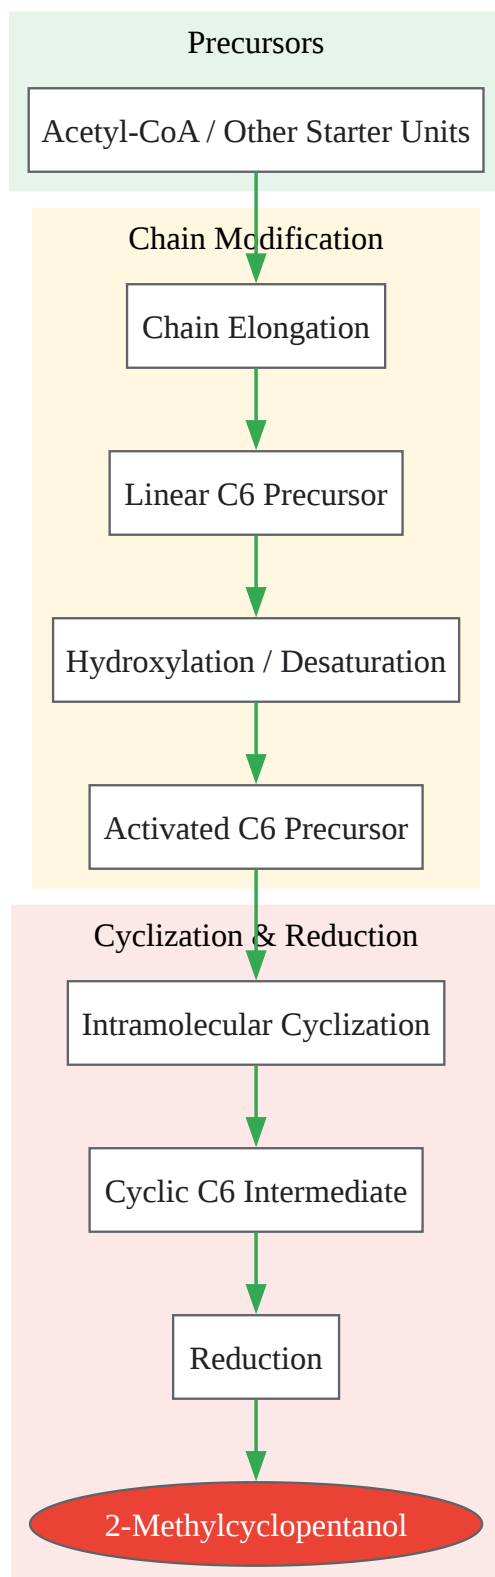 Precursors
Acetyl-CoA / Other Starter Units
Chain Modification
Chain Elongation
Linear C6 Precursor
Hydroxylation / Desaturation
Activated C6 Precursor
Cyclization & Reduction
Intramolecular Cyclization
Cyclic C6 Intermediate
Reduction
2-Methylcyclopentanol